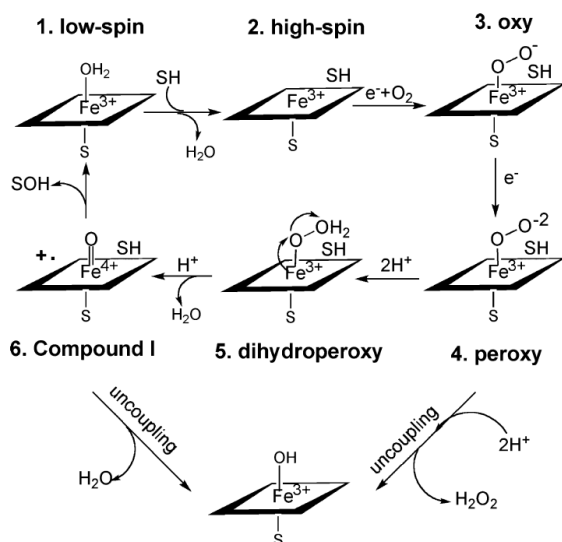 1. low-spin
2. high-spin
3. oxy
OH2
SH
Fe3+
S
H2O
SH
Fe3+
S
e-+O2
O O-
SH
Fe3+
S
SOH
e-
+·
O
SH
Fe4+
S
H+
H2O
O OH2
SH
Fe3+
S
2H+
O O-2
SH
Fe3+
S
6. Compound I
5. dihydroperoxy
4. peroxy
uncoupling
H2O
OH
Fe3+
S
uncoupling
2H+
H2O2